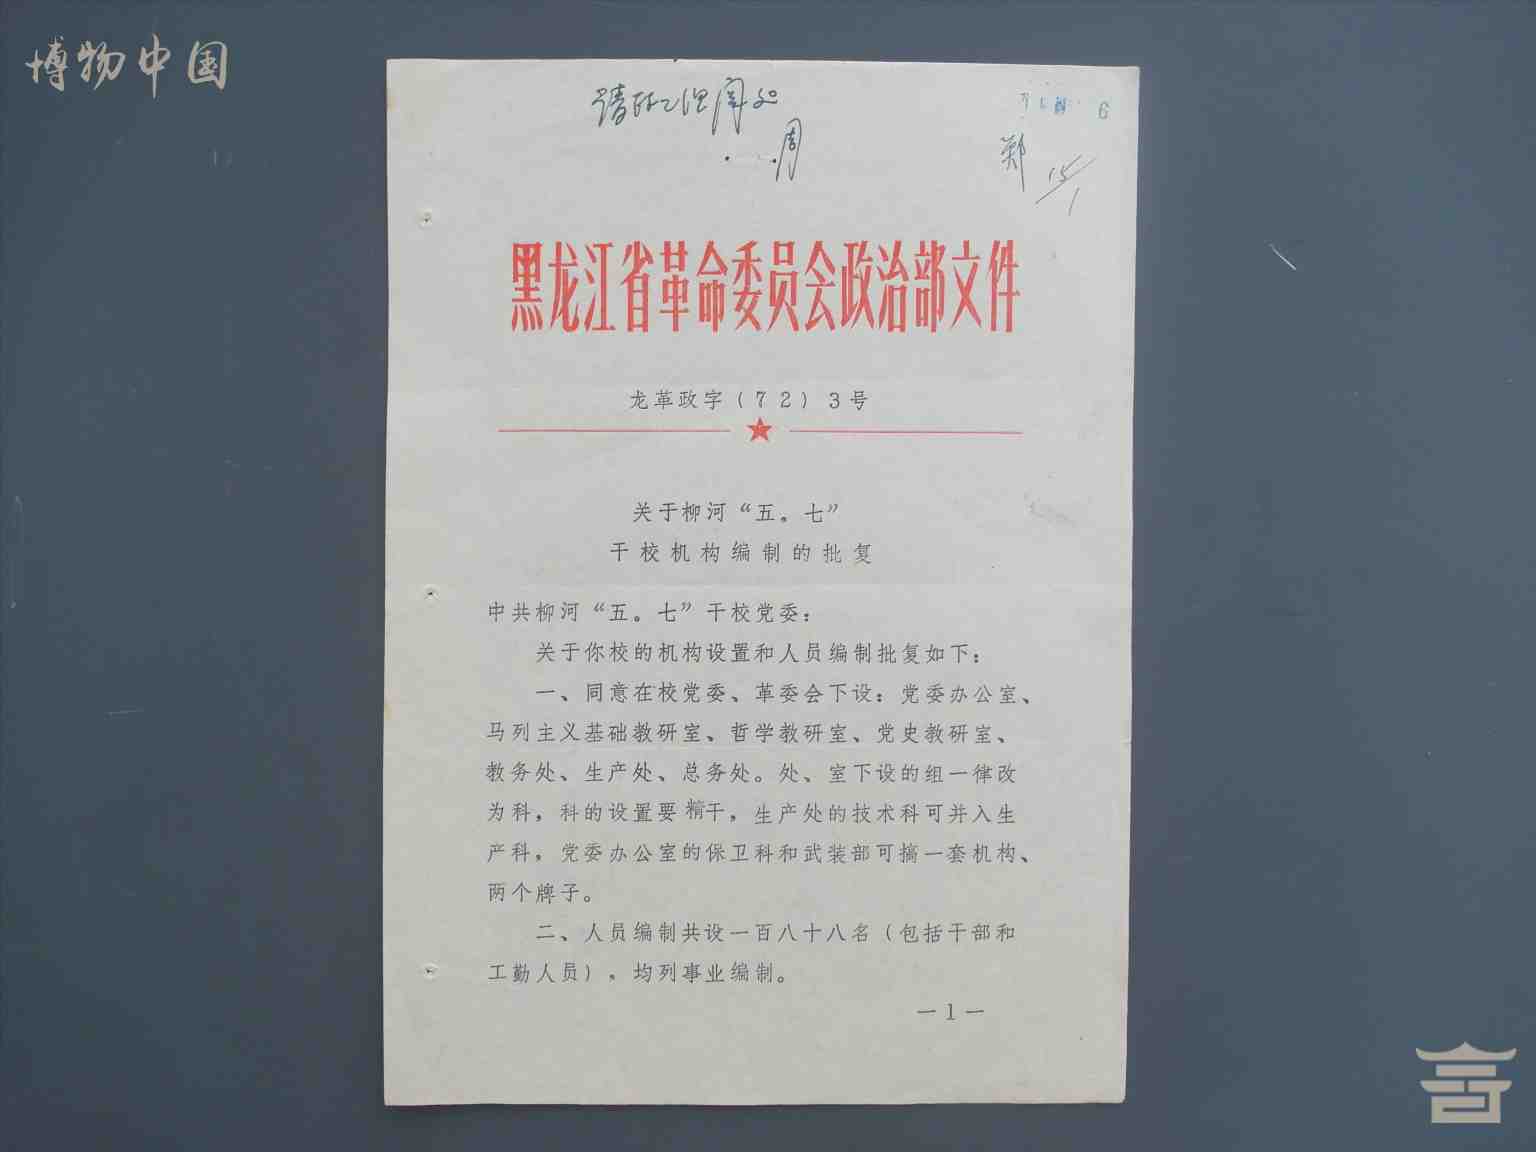 博物中国
6
郑 15/1
周
黑龙江省革命委员会政治部文件
龙革政字(72)3号
关于柳河“五。七”
干校机构编制的批复
中共柳河“五。七”干校党委:
关于你校的机构设置和人员编制批复如下:
一、同意在校党委、革委会下设:党委办公室、
马列主义基础教研室、哲学教研室、党史教研室、
教务处、生产处、总务处。处、室下设的组一律改
为科,科的设置要精干,生产处的技术科可并入生
产科,党委办公室的保卫科和武装部可搞一套机构、
两个牌子。
二、人员编制共设一百八十八名(包括干部和
工勤人员),均列事业编制。
—1—